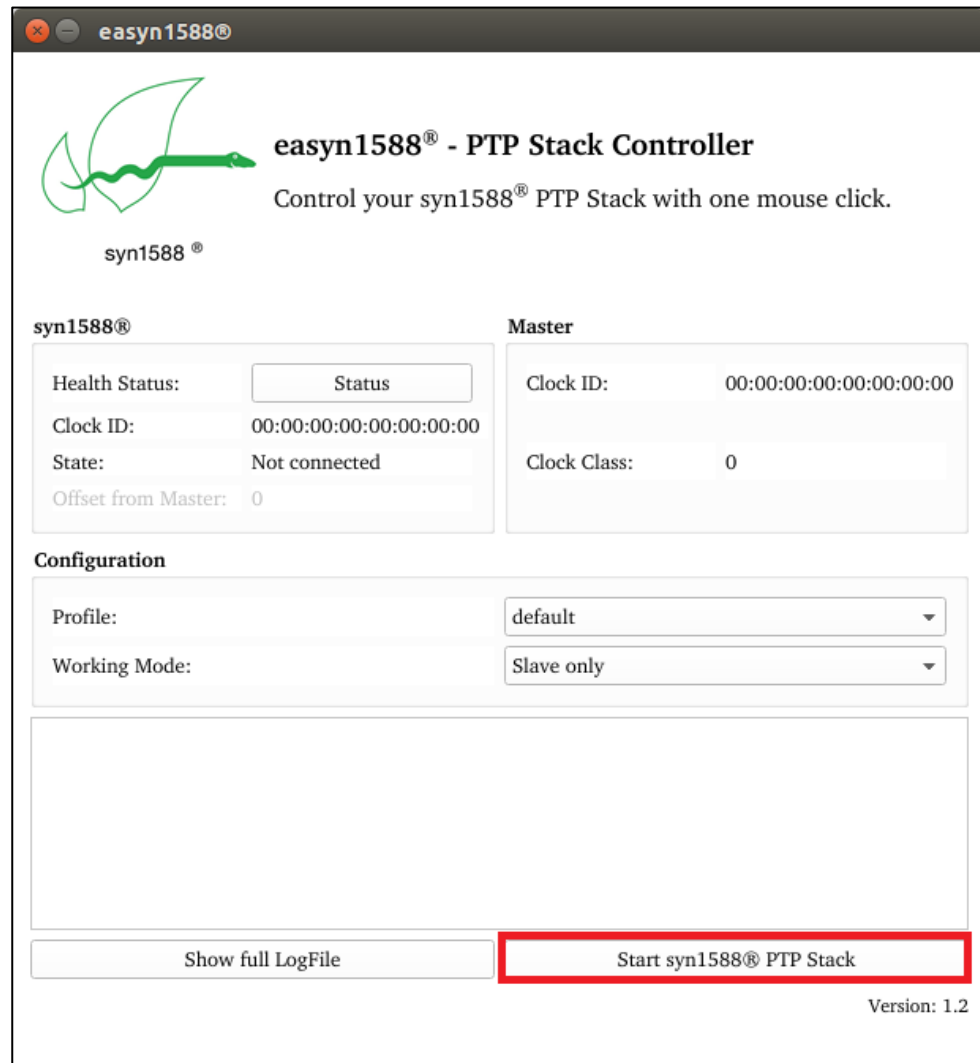 easyn1588®
easyn1588® - PTP Stack Controller
Control your syn1588® PTP Stack with one mouse click.
syn1588 ®
syn1588®
Health Status: Status
Clock ID: 00:00:00:00:00:00:00:00
State: Not connected
Offset from Master: 0
Master
Clock ID: 00:00:00:00:00:00:00:00
Clock Class: 0
Configuration
Profile: default
Working Mode: Slave only
Show full LogFile
Start syn1588® PTP Stack
Version: 1.2